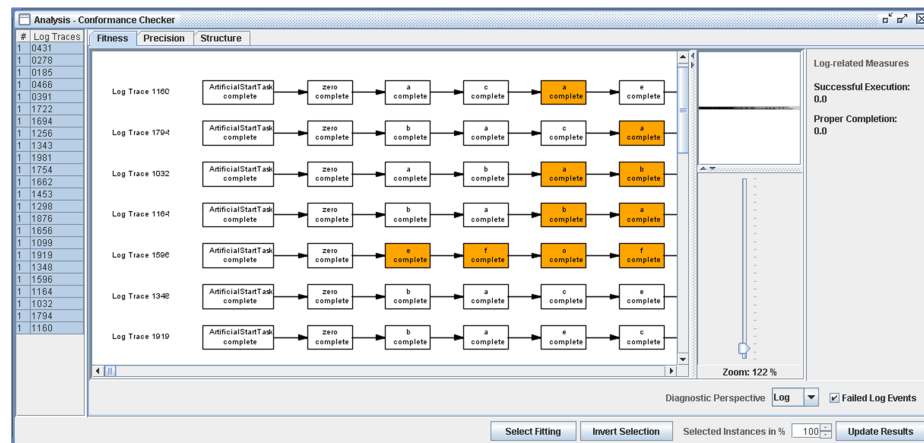 Analysis - Conformance Checker
# Log Traces
1 0431
1 0278
1 0185
1 0466
1 0391
1 1722
1 1694
1 1256
1 1343
1 1981
1 1754
1 1662
1 1453
1 1298
1 1876
1 1656
1 1099
1 1919
1 1348
1 1596
1 1164
1 1032
1 1794
1 1160
Fitness Precision Structure
Log Trace 1160
ArtificialStartTask complete
zero complete
a complete
c complete
a complete
e complete
Log Trace 1794
ArtificialStartTask complete
zero complete
b complete
a complete
c complete
a complete
Log Trace 1032
ArtificialStartTask complete
zero complete
a complete
b complete
a complete
b complete
Log Trace 1164
ArtificialStartTask complete
zero complete
b complete
a complete
b complete
a complete
Log Trace 1596
ArtificialStartTask complete
zero complete
e complete
f complete
o complete
f complete
Log Trace 1348
ArtificialStartTask complete
zero complete
b complete
a complete
c complete
e complete
Log Trace 1919
ArtificialStartTask complete
zero complete
b complete
a complete
e complete
c complete
Zoom: 122 %
Log-related Measures
Successful Execution:
0.0
Proper Completion:
0.0
Diagnostic Perspective Log Failed Log Events
Select Fitting Invert Selection Selected Instances in % 100 Update Results